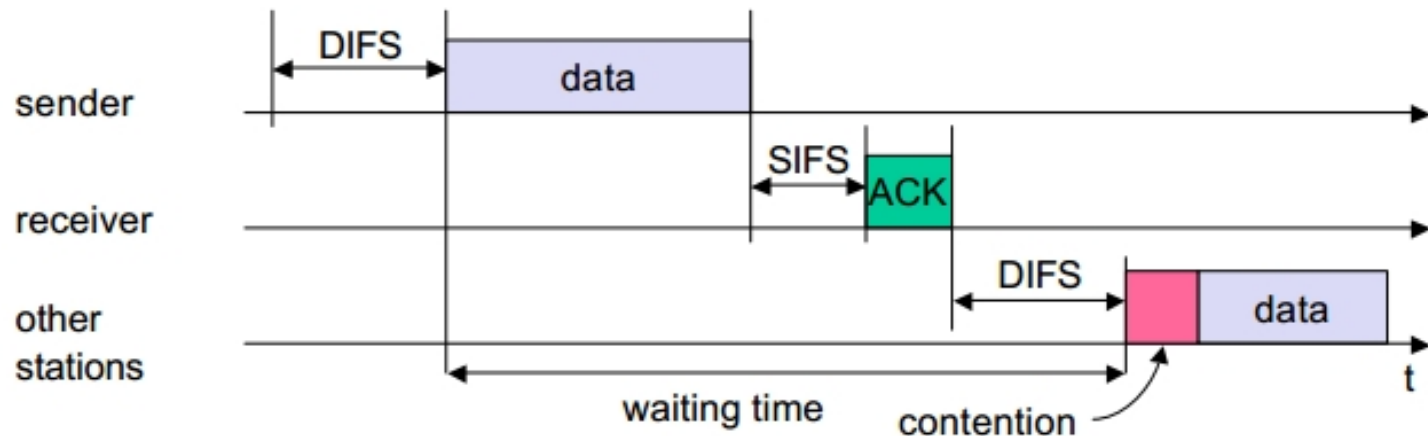 DIFS
data
sender
SIFS
ACK
receiver
DIFS
data
other
stations
t
waiting time
contention